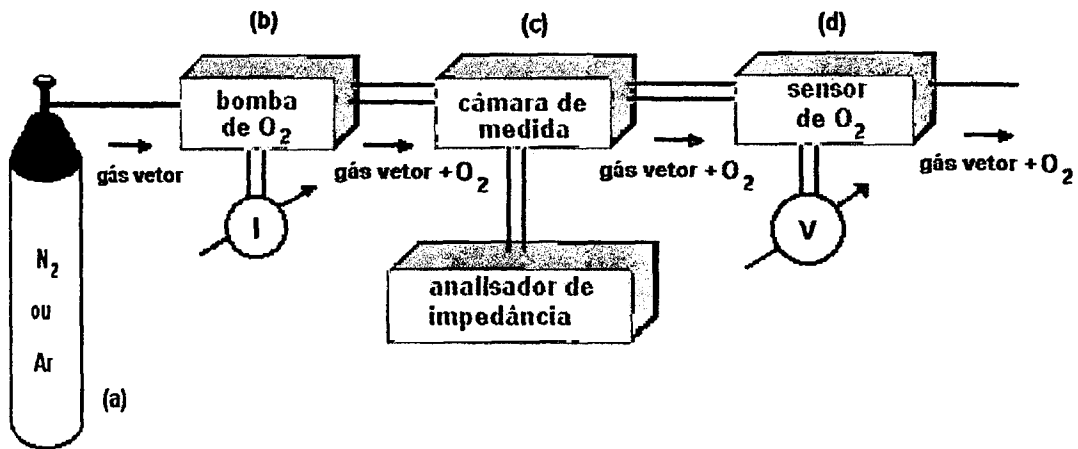 (b)
(c)
(d)
bomba
de O₂
câmara de
medida
sensor
de O₂
gás vetor
gás vetor + O₂
gás vetor + O₂
gás vetor + O₂
I
V
N₂
ou
Ar
(a)
analisador de
impedância